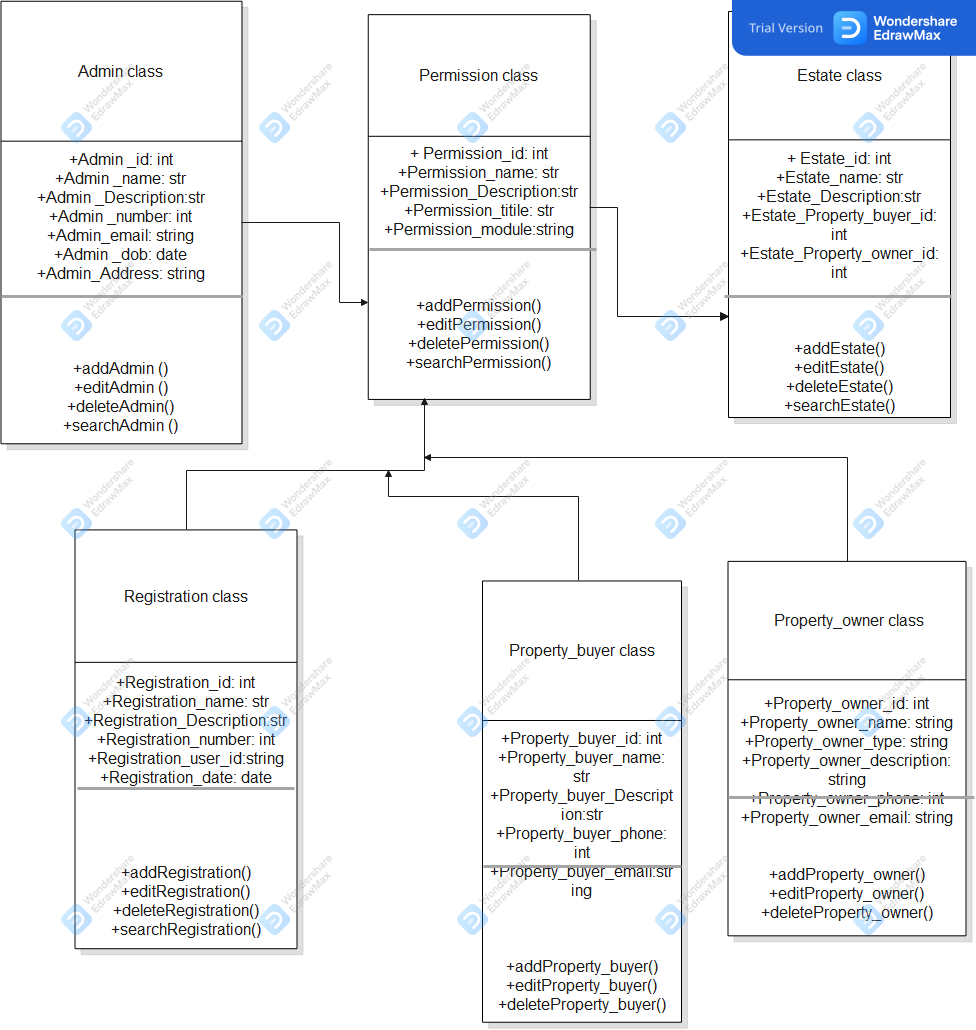 Trial Version
Wondershare
EdrawMax
Admin class
+Admin _id: int
+Admin _name: str
+Admin _Description:str
+Admin _number: int
+Admin_email: string
+Admin _dob: date
+Admin_Address: string
+addAdmin ()
+editAdmin ()
+deleteAdmin()
+searchAdmin ()
Permission class
+ Permission_id: int
+Permission_name: str
+Permission_Description:str
+Permission_titile: str
+Permission_module:string
+addPermission()
+editPermission()
+deletePermission()
+searchPermission()
Estate class
+ Estate_id: int
+Estate_name: str
+Estate_Description:str
+Estate_Property_buyer_id:
int
+Estate_Property_owner_id:
int
+addEstate()
+editEstate()
+deleteEstate()
+searchEstate()
Registration class
+Registration_id: int
+Registration_name: str
+Registration_Description:str
+Registration_number: int
+Registration_user_id:string
+Registration_date: date
+addRegistration()
+editRegistration()
+deleteRegistration()
+searchRegistration()
Property_buyer class
+Property_buyer_id: int
+Property_buyer_name:
str
+Property_buyer_Descript
ion:str
+Property_buyer_phone:
int
+Property_buyer_email:str
ing
+addProperty_buyer()
+editProperty_buyer()
+deleteProperty_buyer()
Property_owner class
+Property_owner_id: int
+Property_owner_name: string
+Property_owner_type: string
+Property_owner_description:
string
+Property_owner_phone: int
+Property_owner_email: string
+addProperty_owner()
+editProperty_owner()
+deleteProperty_owner()